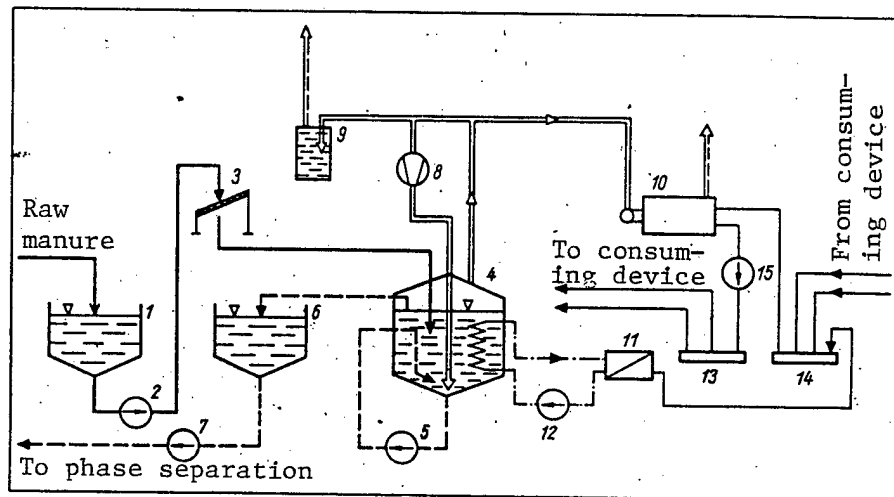 Raw
manure
1
2
3
4
5
6
7
8
9
10
11
12
13
14
15
To consum-
ing device
From consum-
ing device
To phase separation